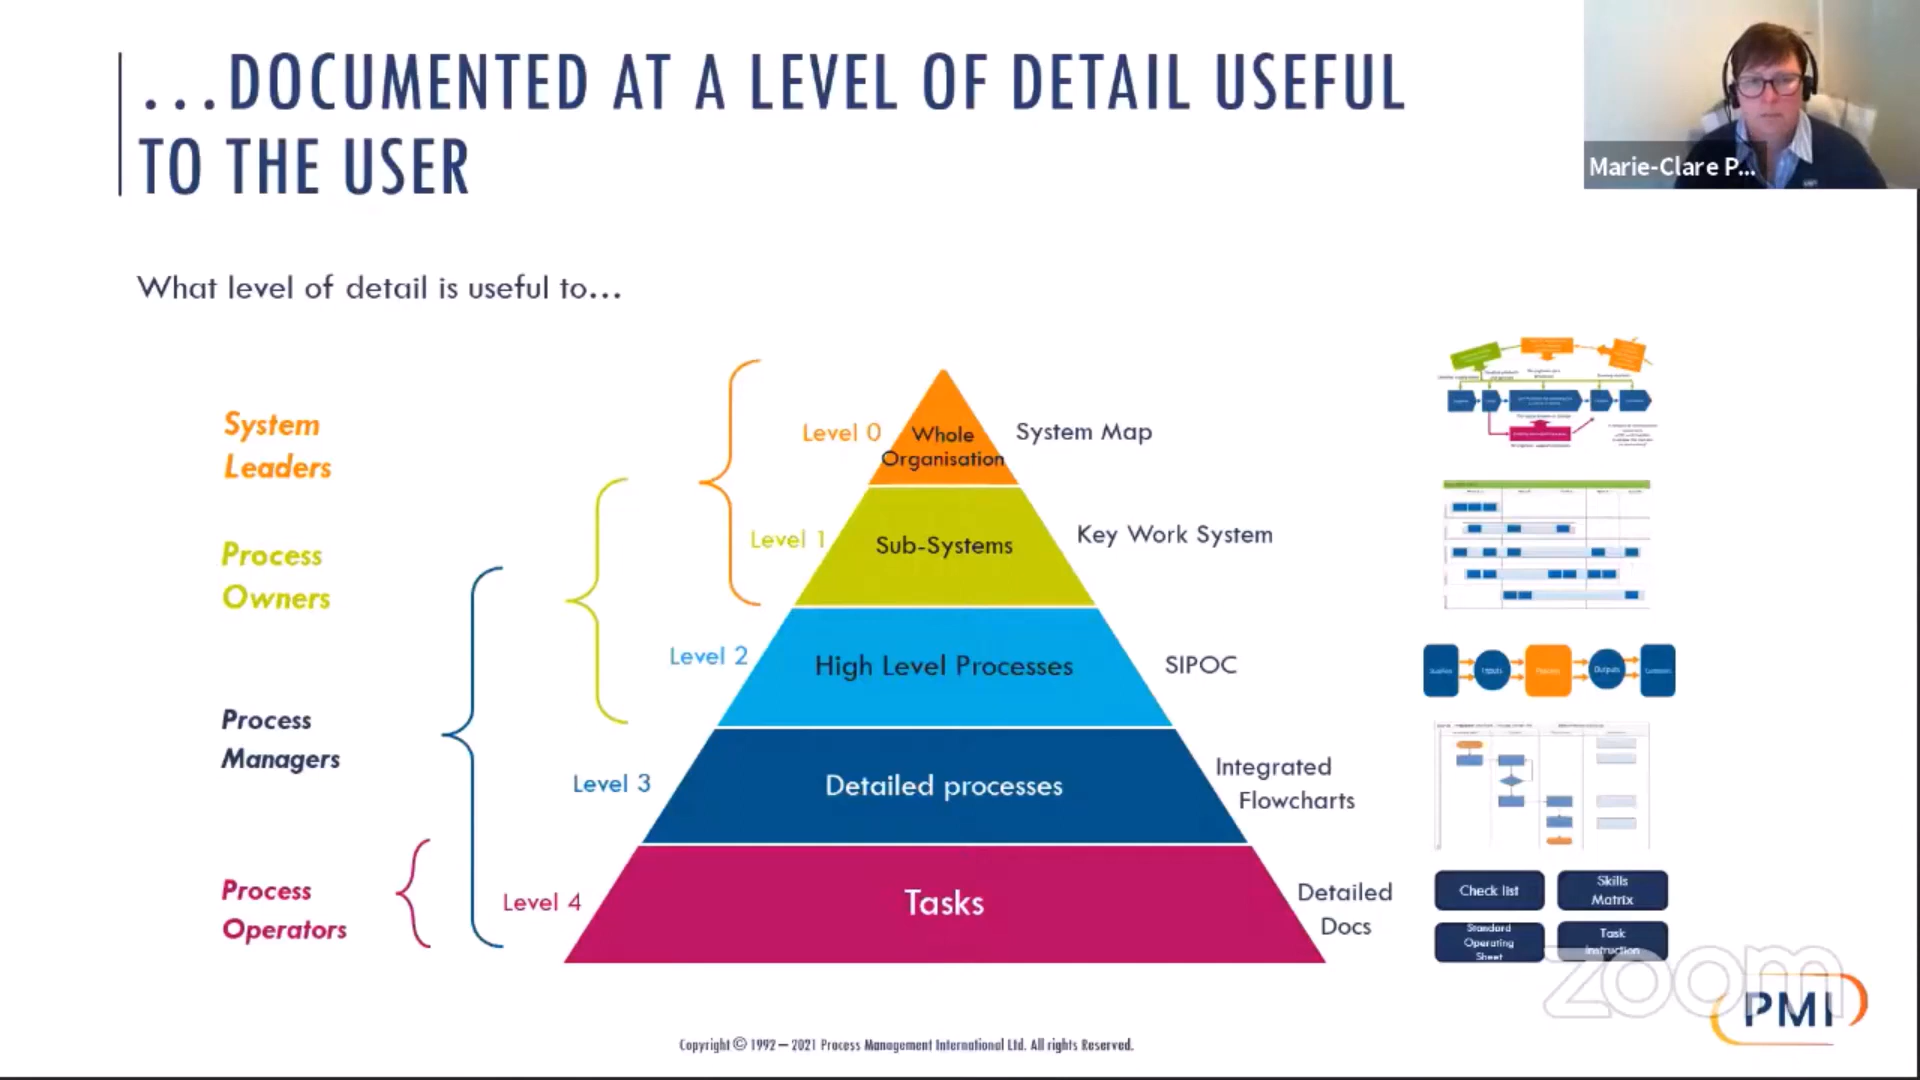 ...DOCUMENTED AT A LEVEL OF DETAIL USEFUL
TO THE USER
Marie-Clare P...
What level of detail is useful to...
System
Leaders
Process
Owners
Process
Managers
Process
Operators
Level 0
Whole
Organisation
System Map
Level 1
Sub-Systems
Key Work System
Level 2
High Level Processes
SIPOC
Level 3
Detailed processes
Integrated
Flowcharts
Level 4
Tasks
Detailed
Docs
Inputs
Outputs
Check list
Skills
Matrix
Standard
Operating
Sheet
Task
Instruction
zoom
PMI
Copyright © 1992 – 2021 Process Management International Ltd. All rights Reserved.